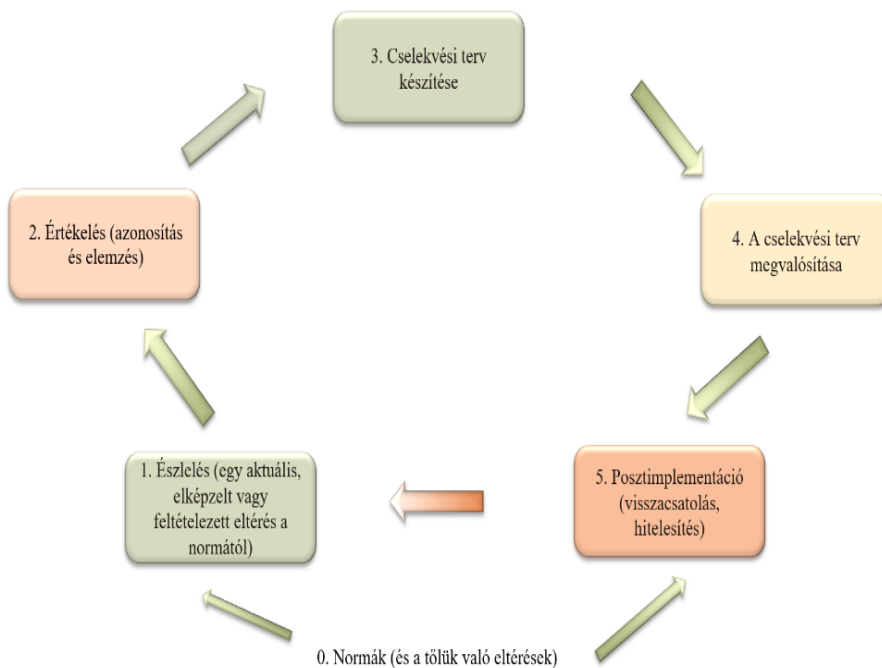 3. Cselekvési terv
készítése
2. Értékelés (azonosítás
és elemzés)
4. A cselekvési terv
megvalósítása
1. Észlelés (egy aktuális,
elképzelt vagy
feltételezett eltérés a
normától)
5. Posztimplementáció
(visszacsatolás,
hitelesítés)
0. Normák (és a tőlük való eltérések)